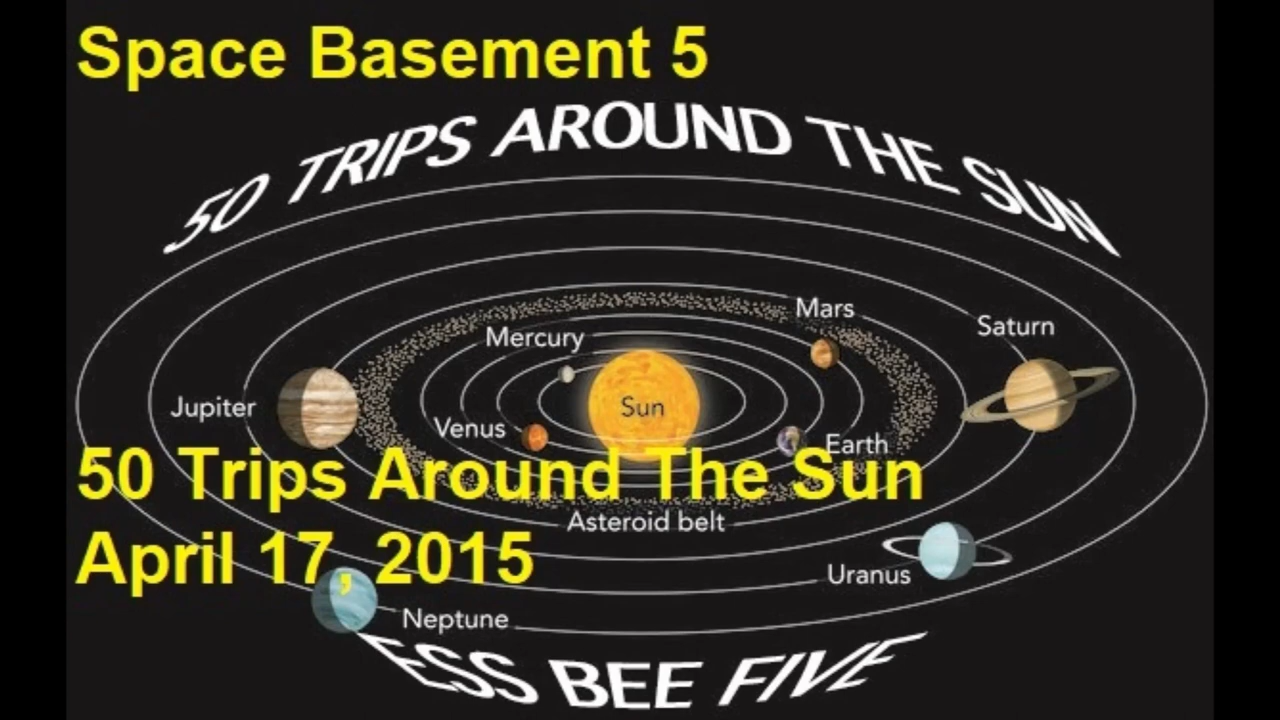 Space Basement 5
50 TRIPS AROUND THE SUN
Mars
Saturn
Mercury
Jupiter
Sun
Venus
Earth
50 Trips Around The Sun
Asteroid belt
April 17, 2015
Uranus
Neptune
ESS BEE FIVE